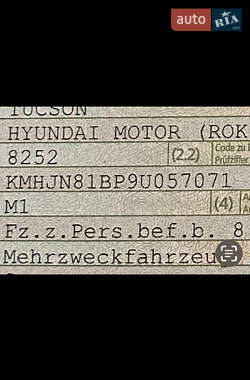 auto RIA
TUCSON
HYUNDAI MOTOR (ROK
8252 (2.2) Code zu
Prüfziffer
KMHJN81BP9U057071
M1 (4)
Fz.z.Pers.bef.b. 8
Mehrzweckfahrzeu